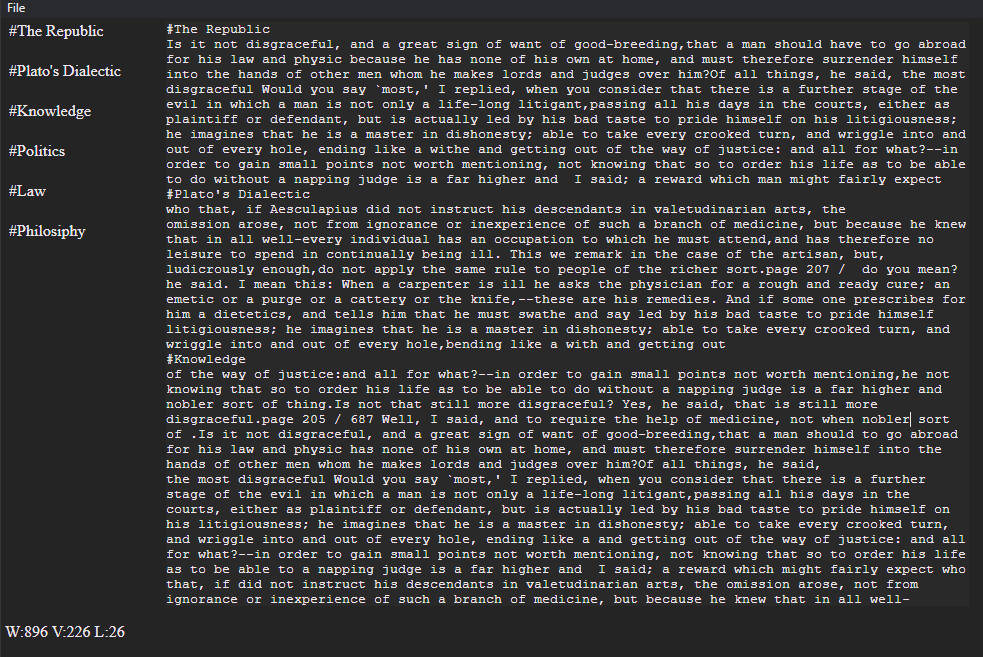 File
#The Republic
#Plato's Dialectic
#Knowledge
#Politics
#Law
#Philosiphy
#The Republic
Is it not disgraceful, and a great sign of want of good-breeding,that a man should have to go abroad
for his law and physic because he has none of his own at home, and must therefore surrender himself
into the hands of other men whom he makes lords and judges over him?Of all things, he said, the most
disgraceful Would you say `most,' I replied, when you consider that there is a further stage of the
evil in which a man is not only a life-long litigant,passing all his days in the courts, either as
plaintiff or defendant, but is actually led by his bad taste to pride himself on his litigiousness;
he imagines that he is a master in dishonesty; able to take every crooked turn, and wriggle into and
out of every hole, ending like a withe and getting out of the way of justice: and all for what?--in
order to gain small points not worth mentioning, not knowing that so to order his life as to be able
to do without a napping judge is a far higher and  I said; a reward which man might fairly expect
#Plato's Dialectic
who that, if Aesculapius did not instruct his descendants in valetudinarian arts, the
omission arose, not from ignorance or inexperience of such a branch of medicine, but because he knew
that in all well-every individual has an occupation to which he must attend,and has therefore no
leisure to spend in continually being ill. This we remark in the case of the artisan, but,
ludicrously enough,do not apply the same rule to people of the richer sort.page 207 /  do you mean?
he said. I mean this: When a carpenter is ill he asks the physician for a rough and ready cure; an
emetic or a purge or a cattery or the knife,--these are his remedies. And if some one prescribes for
him a dietetics, and tells him that he must swathe and say led by his bad taste to pride himself
litigiousness; he imagines that he is a master in dishonesty; able to take every crooked turn, and
wriggle into and out of every hole,bending like a with and getting out
#Knowledge
of the way of justice:and all for what?--in order to gain small points not worth mentioning,he not
knowing that so to order his life as to be able to do without a napping judge is a far higher and
nobler sort of thing.Is not that still more disgraceful? Yes, he said, that is still more
disgraceful.page 205 / 687 Well, I said, and to require the help of medicine, not when nobler sort
of .Is it not disgraceful, and a great sign of want of good-breeding,that a man should to go abroad
for his law and physic has none of his own at home, and must therefore surrender himself into the
hands of other men whom he makes lords and judges over him?Of all things, he said,
the most disgraceful Would you say `most,' I replied, when you consider that there is a further
stage of the evil in which a man is not only a life-long litigant,passing all his days in the
courts, either as plaintiff or defendant, but is actually led by his bad taste to pride himself on
his litigiousness; he imagines that he is a master in dishonesty; able to take every crooked turn,
and wriggle into and out of every hole, ending like a and getting out of the way of justice: and all
for what?--in order to gain small points not worth mentioning, not knowing that so to order his life
as to be able to a napping judge is a far higher and  I said; a reward which might fairly expect who
that, if did not instruct his descendants in valetudinarian arts, the omission arose, not from
ignorance or inexperience of such a branch of medicine, but because he knew that in all well-
W:896 V:226 L:26